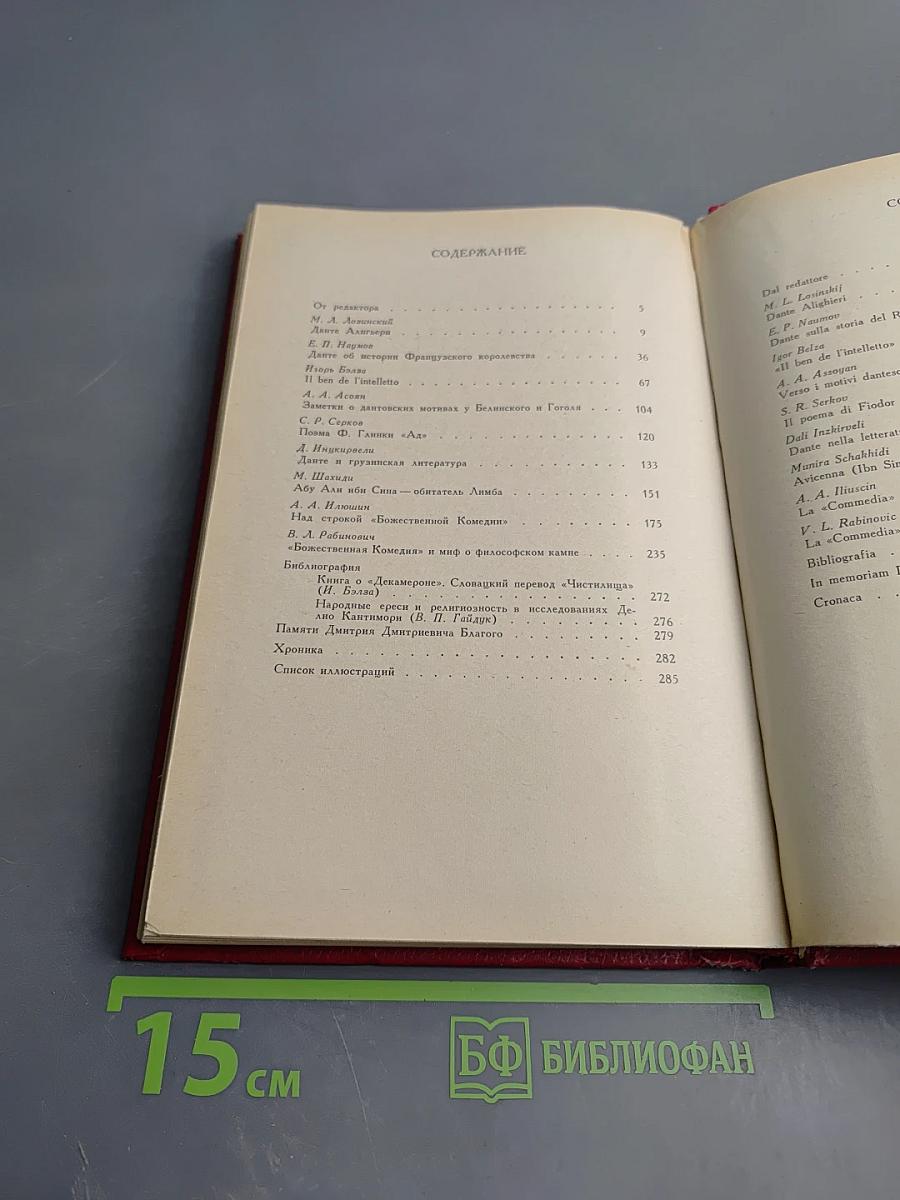 СОДЕРЖАНИЕ
От редактора . . . . . . . . . . . . . . . . 5
М. Л. Лозинский
Данте Алигьери . . . . . . . . . . . . . . . 9
Е. П. Наумов
Данте об истории Французского королевства . . . . . . 36
Игорь Бэлза
Il ben de l'intelletto . . . . . . . . . . . . . . . 67
А. А. Асоян
Заметки о дантовских мотивах у Белинского и Гоголя . . . 104
С. Р. Серков
Поэма Ф. Глинки «Ад» . . . . . . . . . . . . . 120
Д. Инцкирвели
Данте и грузинская литература . . . . . . . . . . . 133
М. Шахиди
Абу Али ибн Сина — обитатель Лимба . . . . . . . . . 151
А. А. Илюшин
Над строкой «Божественной Комедии» . . . . . . . . 175
В. Л. Рабинович
«Божественная Комедия» и миф о философском камне . . . . 235
Библиография
Книга о «Декамероне». Словацкий перевод «Чистилища»
(И. Бэлза) . . . . . . . . . . . . . . . . 272
Народные ереси и религиозность в исследованиях Де-
лио Кантимори (В. П. Гайдук) . . . . . . . . . 276
Памяти Дмитрия Дмитриевича Благого . . . . . . . . 279
Хроника . . . . . . . . . . . . . . . . . . . 282
Список иллюстраций . . . . . . . . . . . . . . . . 285
СО
Dal redattore . . . .
M. L. Losinskij
Dante Alighieri . . .
E. P. Naumov
Dante sulla storia del R
Igor Belza
«Il ben de l'intelletto»
A. A. Assoyan
Verso i motivi dantesc
S. R. Serkov
Il poema di Fiodor
Dali Inzkirveli
Dante nella letterat
Munira Schakhidi
Avicenna (Ibn Sin
A. A. Iliuscin
La «Commedia»
V. L. Rabinovic
La «Commedia»
Bibliografia .
In memoriam
Cronaca . .
15 см
БФ БИБЛИОФАН